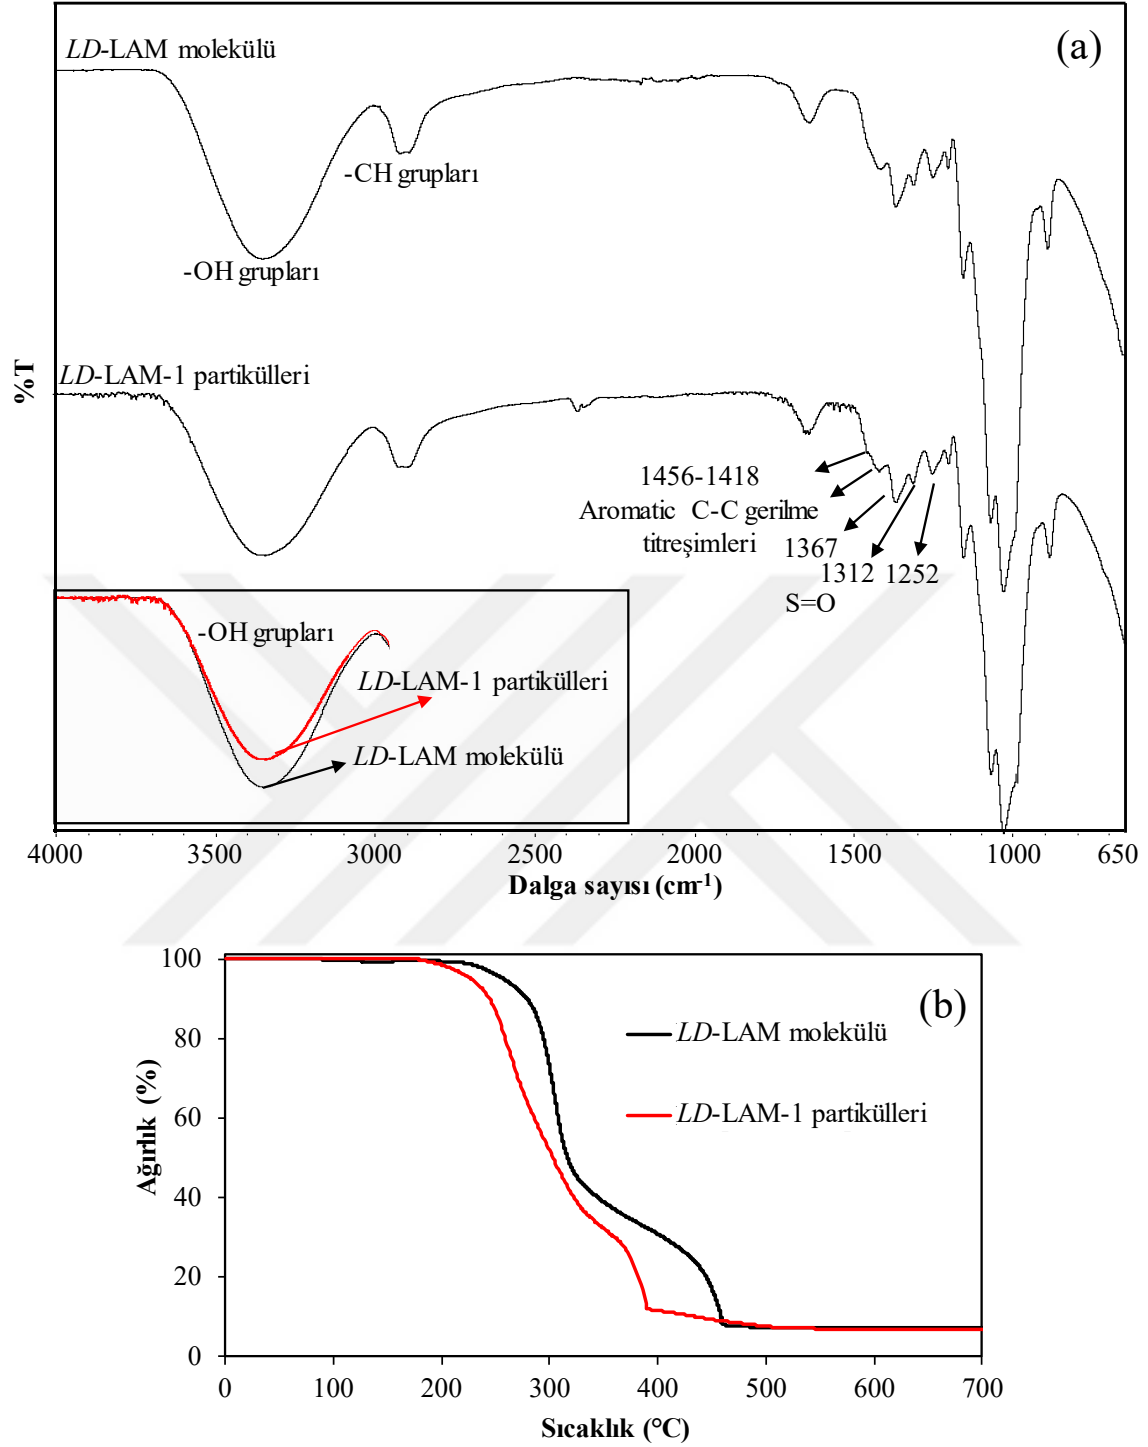 (a)
LD-LAM molekülü
-CH grupları
-OH grupları
%T
LD-LAM-1 partikülleri
1456-1418
Aromatic C-C gerilme
titreşimleri
1367
1312
1252
S=O
-OH grupları
LD-LAM-1 partikülleri
LD-LAM molekülü
4000 3500 3000 2500 2000 1500 1000 650
Dalga sayısı (cm-1)
(b)
100
80
60
40
20
0
Ağırlık (%)
LD-LAM molekülü
LD-LAM-1 partikülleri
0 100 200 300 400 500 600 700
Sıcaklık (°C)